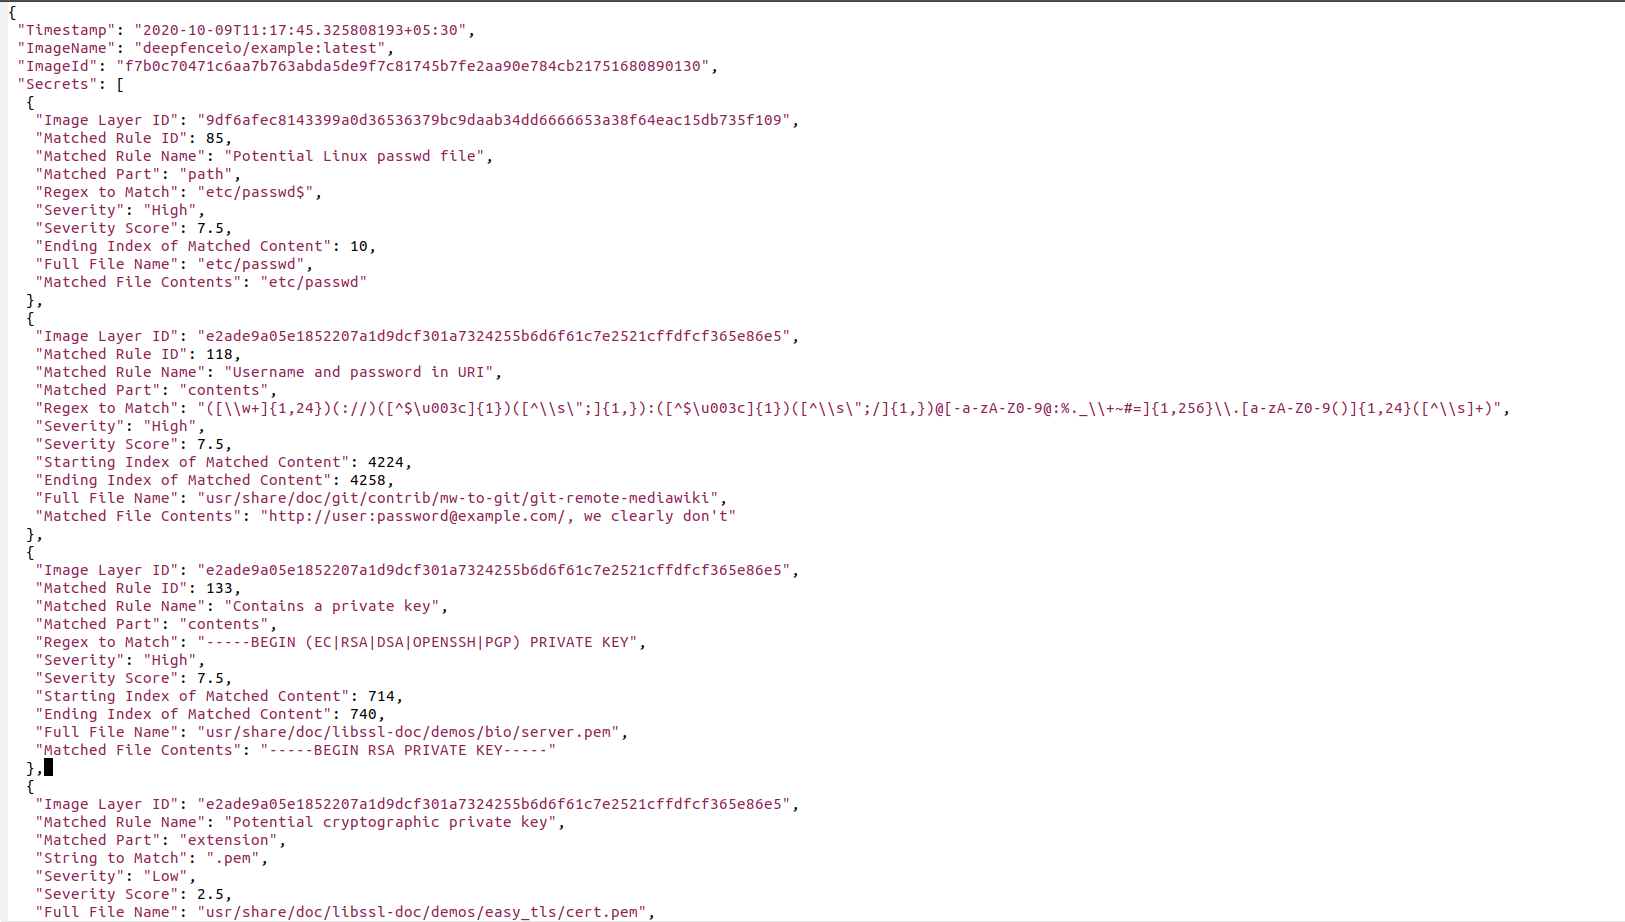 {
 "Timestamp": "2020-10-09T11:17:45.325808193+05:30",
 "ImageName": "deepfenceio/example:latest",
 "ImageId": "f7b0c70471c6aa7b763abda5de9f7c81745b7fe2aa90e784cb21751680890130",
 "Secrets": [
  {
   "Image Layer ID": "9df6afec8143399a0d36536379bc9daab34dd6666653a38f64eac15db735f109",
   "Matched Rule ID": 85,
   "Matched Rule Name": "Potential Linux passwd file",
   "Matched Part": "path",
   "Regex to Match": "etc/passwd$",
   "Severity": "High",
   "Severity Score": 7.5,
   "Ending Index of Matched Content": 10,
   "Full File Name": "etc/passwd",
   "Matched File Contents": "etc/passwd"
  },
  {
   "Image Layer ID": "e2ade9a05e1852207a1d9dcf301a7324255b6d6f61c7e2521cffdfcf365e86e5",
   "Matched Rule ID": 118,
   "Matched Rule Name": "Username and password in URI",
   "Matched Part": "contents",
   "Regex to Match": "([\\w+]{1,24})(://)([^$\u003c]{1})([^\\s\";]{1,}):([^$\u003c]{1})([^\\s\";/]{1,})@[-a-zA-Z0-9@:%._\\+~#=]{1,256}\\.[a-zA-Z0-9()]{1,24}([^\\s]+)",
   "Severity": "High",
   "Severity Score": 7.5,
   "Starting Index of Matched Content": 4224,
   "Ending Index of Matched Content": 4258,
   "Full File Name": "usr/share/doc/git/contrib/mw-to-git/git-remote-mediawiki",
   "Matched File Contents": "http://user:password@example.com/, we clearly don't"
  },
  {
   "Image Layer ID": "e2ade9a05e1852207a1d9dcf301a7324255b6d6f61c7e2521cffdfcf365e86e5",
   "Matched Rule ID": 133,
   "Matched Rule Name": "Contains a private key",
   "Matched Part": "contents",
   "Regex to Match": "-----BEGIN (EC|RSA|DSA|OPENSSH|PGP) PRIVATE KEY",
   "Severity": "High",
   "Severity Score": 7.5,
   "Starting Index of Matched Content": 714,
   "Ending Index of Matched Content": 740,
   "Full File Name": "usr/share/doc/libssl-doc/demos/bio/server.pem",
   "Matched File Contents": "-----BEGIN RSA PRIVATE KEY-----"
  },
  {
   "Image Layer ID": "e2ade9a05e1852207a1d9dcf301a7324255b6d6f61c7e2521cffdfcf365e86e5",
   "Matched Rule Name": "Potential cryptographic private key",
   "Matched Part": "extension",
   "String to Match": ".pem",
   "Severity": "Low",
   "Severity Score": 2.5,
   "Full File Name": "usr/share/doc/libssl-doc/demos/easy_tls/cert.pem",